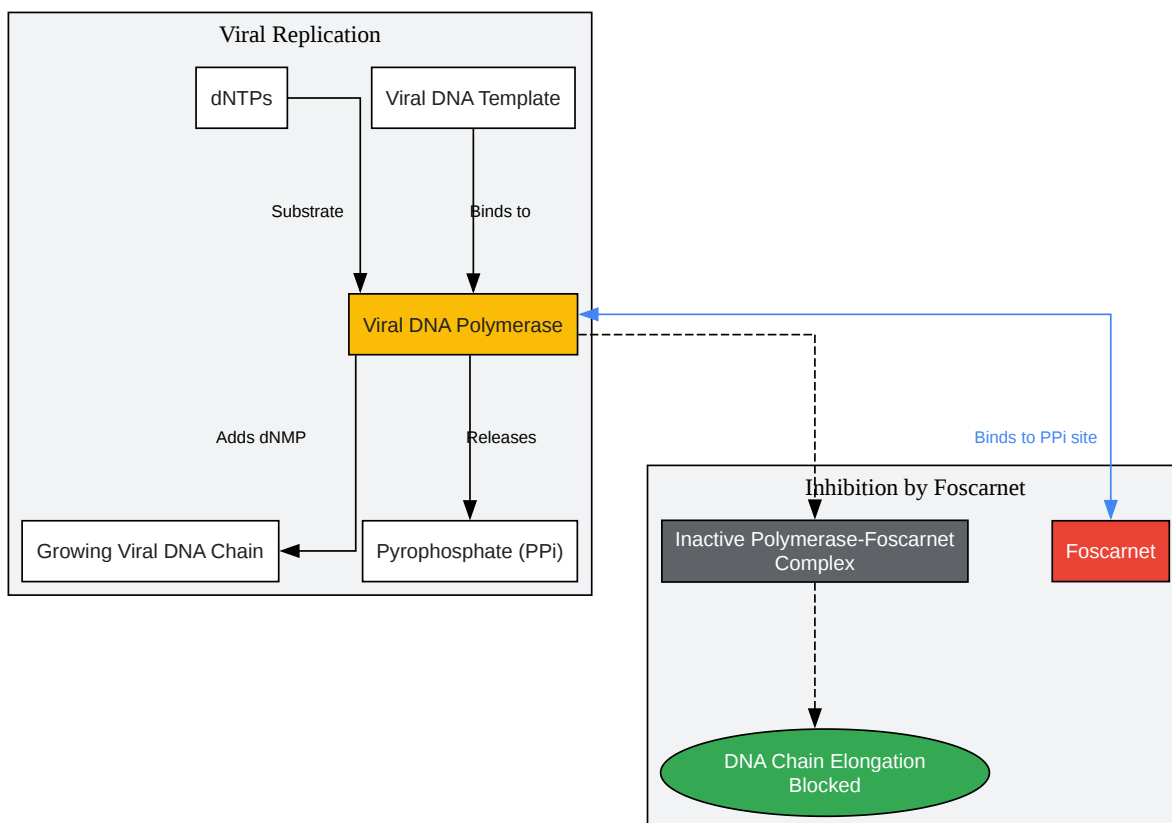 Viral Replication
dNTPs
Viral DNA Template
Substrate
Binds to
Viral DNA Polymerase
Adds dNMP
Releases
Binds to PPi site
Growing Viral DNA Chain
Pyrophosphate (PPi)
Inhibition by Foscarnet
Inactive Polymerase-Foscarnet
Complex
Foscarnet
DNA Chain Elongation
Blocked